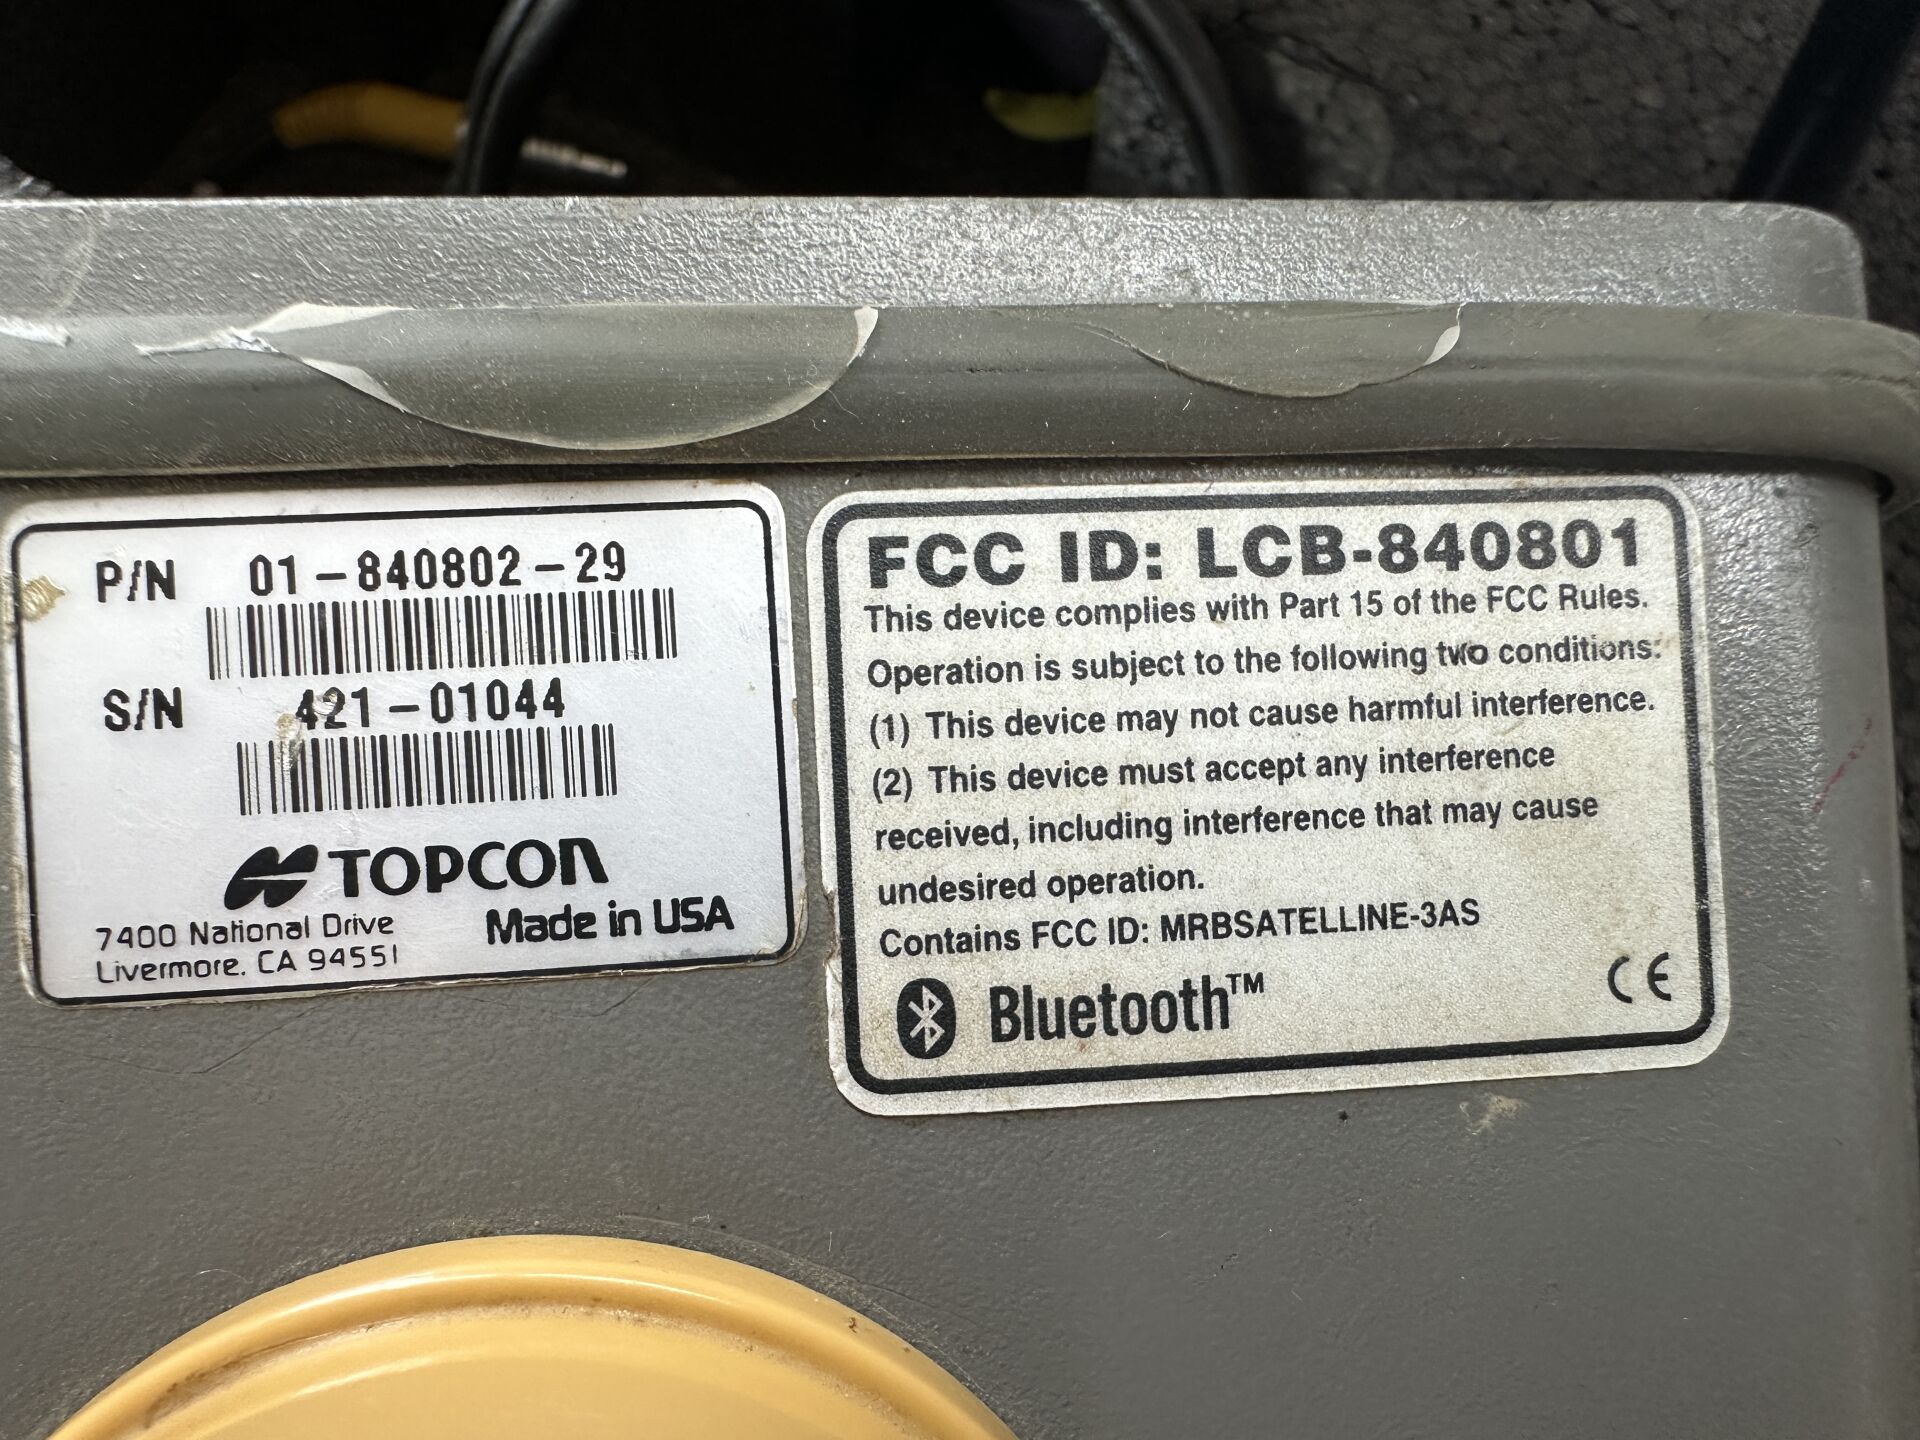 P/N 01-840802-29
S/N 421-01044
TOPCON
7400 National Drive
Livermore, CA 94551
Made in USA
FCC ID: LCB-840801
This device complies with Part 15 of the FCC Rules.
Operation is subject to the following two conditions:
(1) This device may not cause harmful interference.
(2) This device must accept any interference
received, including interference that may cause
undesired operation.
Contains FCC ID: MRBSATELLINE-3AS
Bluetooth™
CE